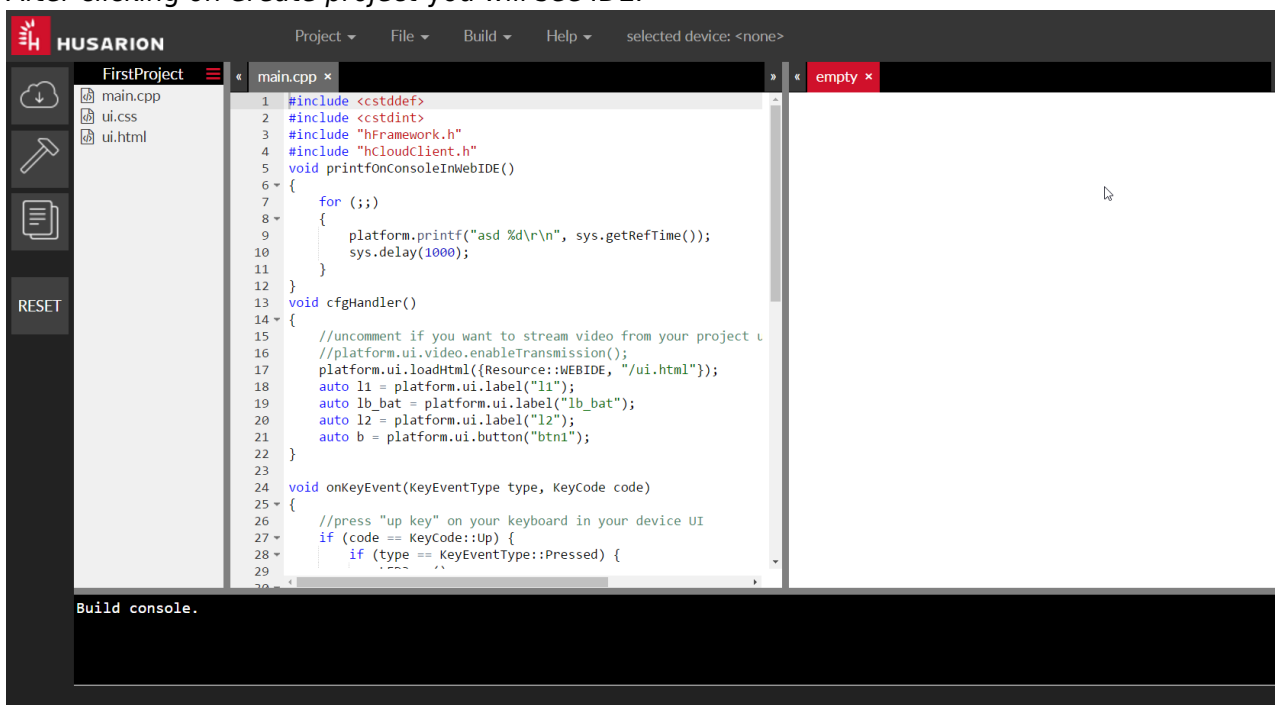 After clicking on Create project you will see IDE:
HUSARION
Project File Build Help selected device: <none>
FirstProject
main.cpp
ui.css
ui.html
RESET
« main.cpp × »
1 #include <cstddef>
2 #include <cstdint>
3 #include "hFramework.h"
4 #include "hCloudClient.h"
5 void printfOnConsoleInWebIDE()
6 {
7 for (;;)
8 {
9 platform.printf("asd %d\r\n", sys.getRefTime());
10 sys.delay(1000);
11 }
12 }
13 void cfgHandler()
14 {
15 //uncomment if you want to stream video from your project u
16 //platform.ui.video.enableTransmission();
17 platform.ui.loadHtml({Resource::WEBIDE, "/ui.html"});
18 auto l1 = platform.ui.label("l1");
19 auto lb_bat = platform.ui.label("lb_bat");
20 auto l2 = platform.ui.label("l2");
21 auto b = platform.ui.button("btn1");
22 }
23
24 void onKeyEvent(KeyEventType type, KeyCode code)
25 {
26 //press "up key" on your keyboard in your device UI
27 if (code == KeyCode::Up) {
28 if (type == KeyEventType::Pressed) {
29
« empty ×
Build console.